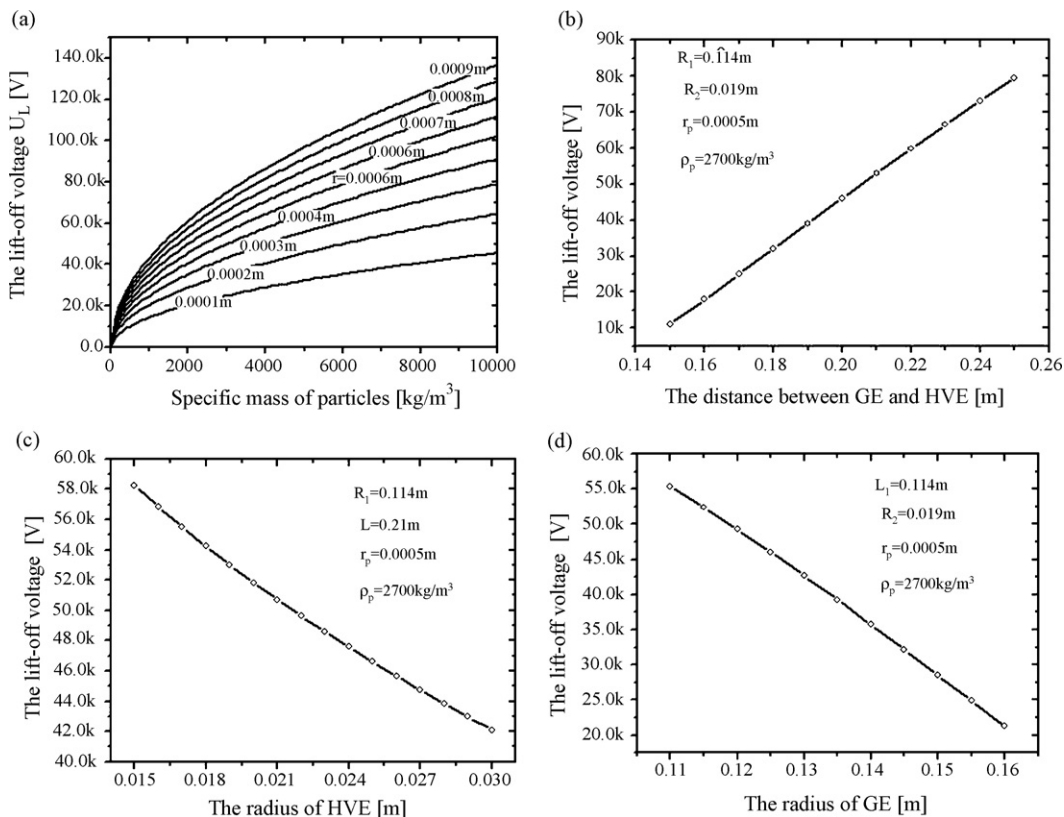 (a)
The lift-off voltage U_L [V]
140.0k
120.0k
100.0k
80.0k
60.0k
40.0k
20.0k
0.0
0.0009m
0.0008m
0.0007m
0.0006m
r=0.0006m
0.0004m
0.0003m
0.0002m
0.0001m
0 2000 4000 6000 8000 10000
Specific mass of particles [kg/m³]
(b)
The lift-off voltage [V]
90k
80k
70k
60k
50k
40k
30k
20k
10k
R₁=0.114m
R₂=0.019m
rₚ=0.0005m
ρₚ=2700kg/m³
0.14 0.16 0.18 0.20 0.22 0.24 0.26
The distance between GE and HVE [m]
(c)
The lift-off voltage [V]
60.0k
58.0k
56.0k
54.0k
52.0k
50.0k
48.0k
46.0k
44.0k
42.0k
40.0k
R₁=0.114m
L=0.21m
rₚ=0.0005m
ρₚ=2700kg/m³
0.015 0.018 0.021 0.024 0.027 0.030
The radius of HVE [m]
(d)
The lift-off voltage [V]
60.0k
55.0k
50.0k
45.0k
40.0k
35.0k
30.0k
25.0k
20.0k
L₁=0.114m
R₂=0.019m
rₚ=0.0005m
ρₚ=2700kg/m³
0.11 0.12 0.13 0.14 0.15 0.16
The radius of GE [m]